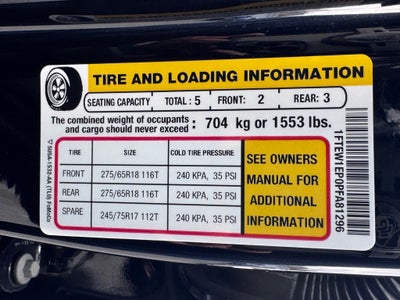 TIRE AND LOADING INFORMATION
SEATING CAPACITY TOTAL : 5 FRONT: 2 REAR: 3
The combined weight of occupants
and cargo should never exceed : 704 kg or 1553 lbs.
TIRE SIZE COLD TIRE PRESSURE
FRONT 275/65R18 116T 240 KPA, 35 PSI
REAR 275/65R18 116T 240 KPA, 35 PSI
SPARE 245/75R17 112T 240 KPA, 35 PSI
SEE OWNERS
MANUAL FOR
ADDITIONAL
INFORMATION
1FTEW1EP0PFA81296